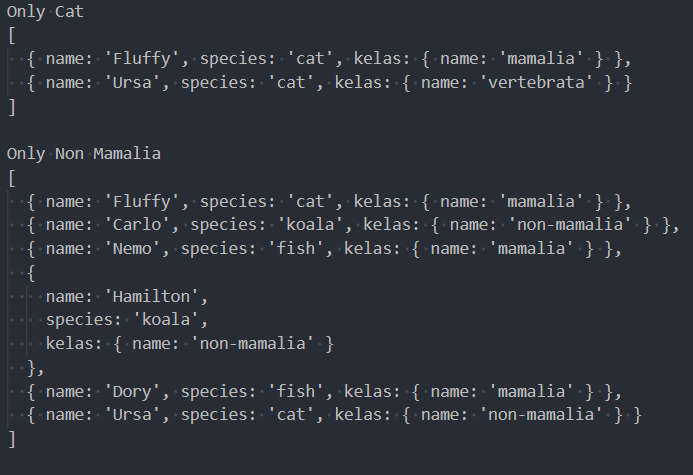 Only Cat
[
  { name: 'Fluffy', species: 'cat', kelas: { name: 'mamalia' } },
  { name: 'Ursa', species: 'cat', kelas: { name: 'vertebrata' } }
]

Only Non Mamalia
[
  { name: 'Fluffy', species: 'cat', kelas: { name: 'mamalia' } },
  { name: 'Carlo', species: 'koala', kelas: { name: 'non-mamalia' } },
  { name: 'Nemo', species: 'fish', kelas: { name: 'mamalia' } },
  {
    name: 'Hamilton',
    species: 'koala',
    kelas: { name: 'non-mamalia' }
  },
  { name: 'Dory', species: 'fish', kelas: { name: 'mamalia' } },
  { name: 'Ursa', species: 'cat', kelas: { name: 'non-mamalia' } }
]